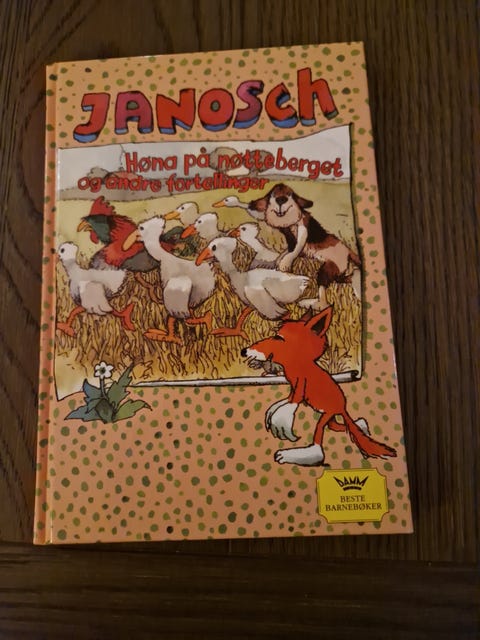 JANOSCH
Høna på nøtteberget
og andre fortellinger
DAMM
BESTE
BARNEBØKER